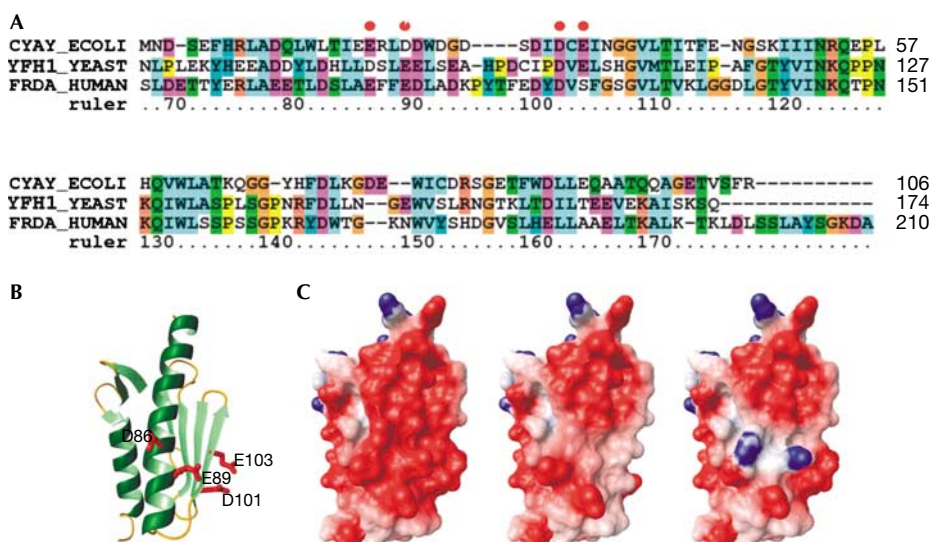 A
CYAY_ECOLI MND-SEFHRLADQLWLTIEERLDDWDGD----SDIDCEINGGVLTITFE-NGSKIIINRQEPL 57
YFH1_YEAST NLPLEKYHEEADDYLDHLLDSLEELSEA-HPDCIPDVELSHGVMTLEIP-AFGTYVINKQPPN 127
FRDA_HUMAN SLDETTYERLAEETLDSLAEFFEDLADKPYTFEDYDVSFGSGVLTVKLGGDLGTYVINKQTPN 151
ruler ..70........80........90........100.......110.......120........
CYAY_ECOLI HQVWLATKQGG-YHFDLKGDE--WICDRSGETFWDLLEQAATQQAGETVSFR------------ 106
YFH1_YEAST KQIWLASPLSGPNRFDLLN--GEWVSLRNGTKLTDILTEEVEKAISKSQ------------ 174
FRDA_HUMAN KQIWLSSPSSGPKRYDWTG--KNWVYSHDGVSLHELLAAELTKALK-TKLDLSSLAYSGKDA 210
ruler 130.......140.......150.......160.......170...................
B
C
D86
E103
E89
D101